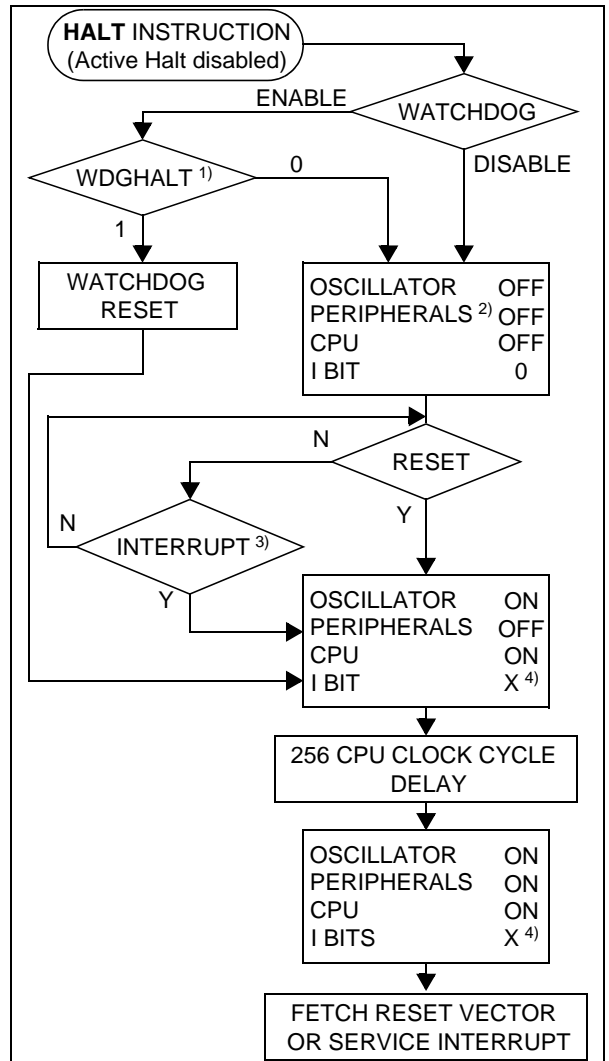 HALT INSTRUCTION
(Active Halt disabled)
ENABLE
WATCHDOG
WDGHALT 1)
0
DISABLE
1
WATCHDOG
RESET
OSCILLATOR OFF
PERIPHERALS 2) OFF
CPU OFF
I BIT 0
N
RESET
N
INTERRUPT 3)
Y
Y
OSCILLATOR ON
PERIPHERALS OFF
CPU ON
I BIT X 4)
256 CPU CLOCK CYCLE
DELAY
OSCILLATOR ON
PERIPHERALS ON
CPU ON
I BITS X 4)
FETCH RESET VECTOR
OR SERVICE INTERRUPT